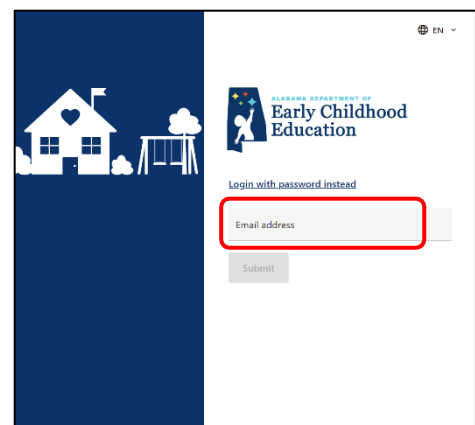 EN
ALABAMA DEPARTMENT OF
Early Childhood
Education
Login with password instead
Email address
Submit